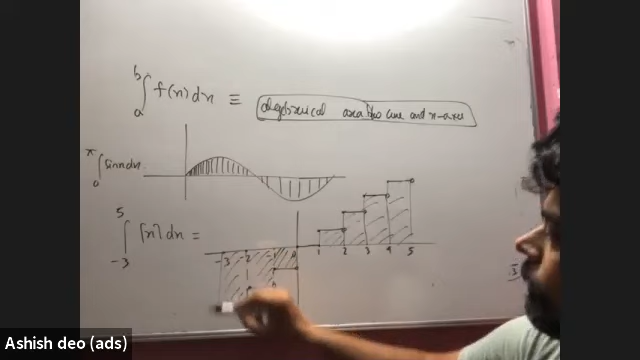 b
∫ f(x) dx ≡ algebraical area b/w curve and x-axis
a
π
∫ sinx dx
0
5
∫ [x] dx =
-3
-3 -2 -1 0 1 2 3 4 5
Ashish deo (ads)